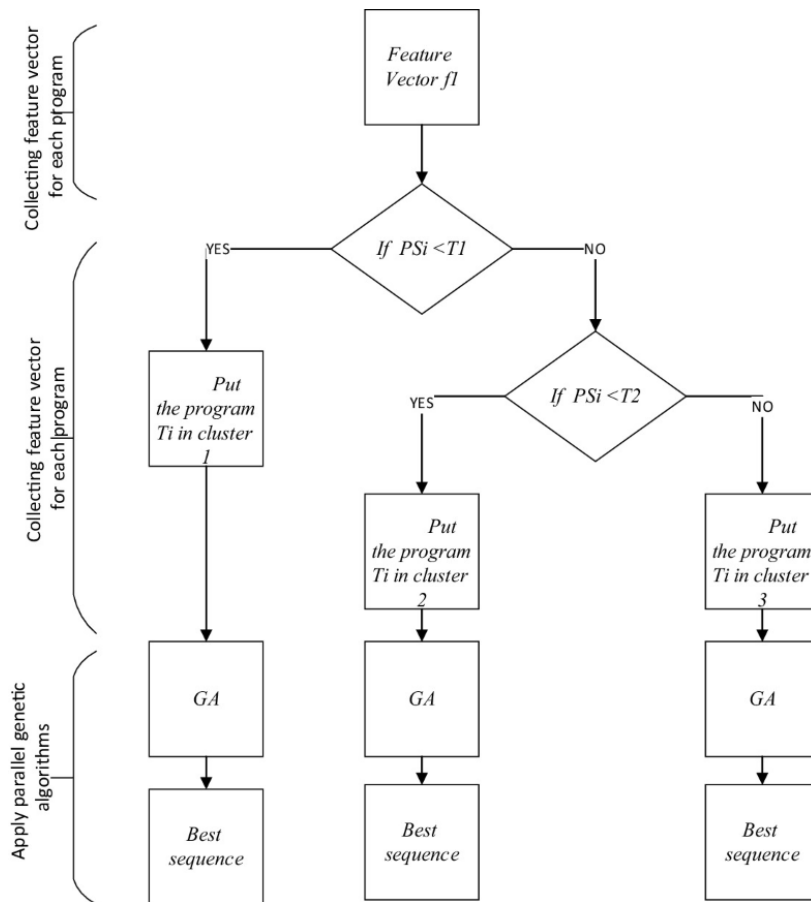 Collecting feature vector
for each program
Feature
Vector f1
If PSi <T1
YES
NO
Collecting feature vector
for each program
Put
the program
Ti in cluster
1
If PSi <T2
YES
NO
Put
the program
Ti in cluster
2
Put
the program
Ti in cluster
3
Apply parallel genetic
algorithms
GA
GA
GA
Best
sequence
Best
sequence
Best
sequence